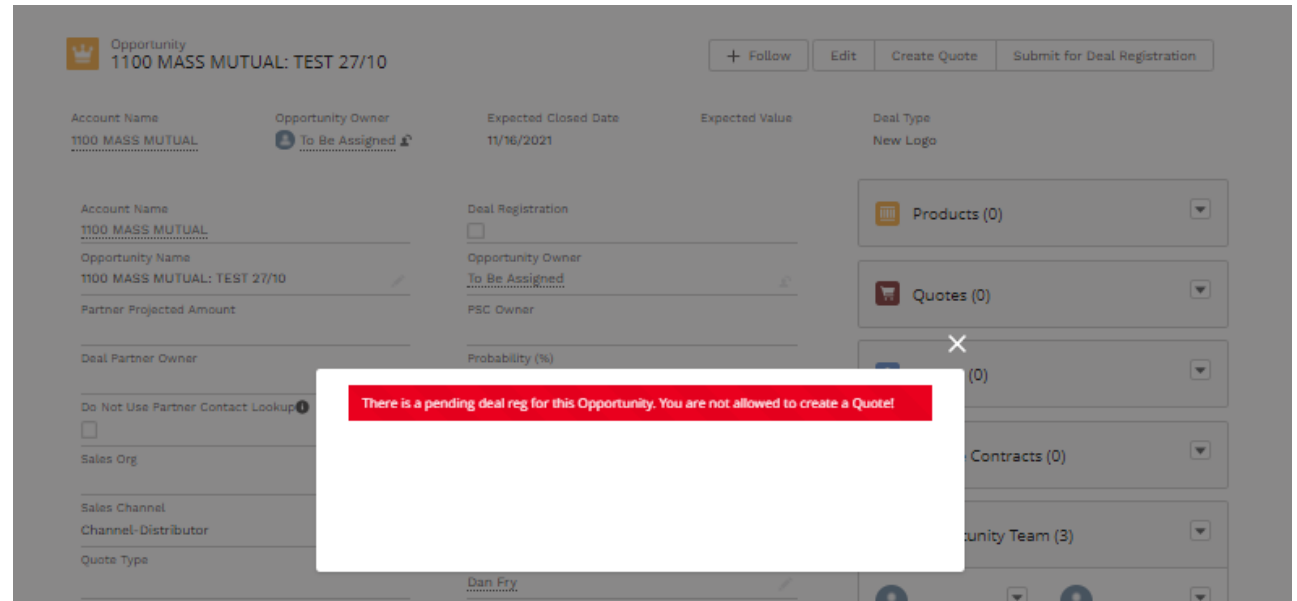 Opportunity
1100 MASS MUTUAL: TEST 27/10
+ Follow
Edit
Create Quote
Submit for Deal Registration
Account Name
Opportunity Owner
Expected Closed Date
Expected Value
Deal Type
1100 MASS MUTUAL
To Be Assigned
11/16/2021
New Logo
Account Name
1100 MASS MUTUAL
Deal Registration
Opportunity Name
1100 MASS MUTUAL: TEST 27/10
Opportunity Owner
To Be Assigned
Partner Projected Amount
PSC Owner
Deal Partner Owner
Probability (%)
Do Not Use Partner Contact Lookup
Sales Org
Sales Channel
Channel-Distributor
Quote Type
Dan Fry
Products (0)
Quotes (0)
(0)
Contracts (0)
Team (3)
There is a pending deal reg for this Opportunity. You are not allowed to create a Quote!